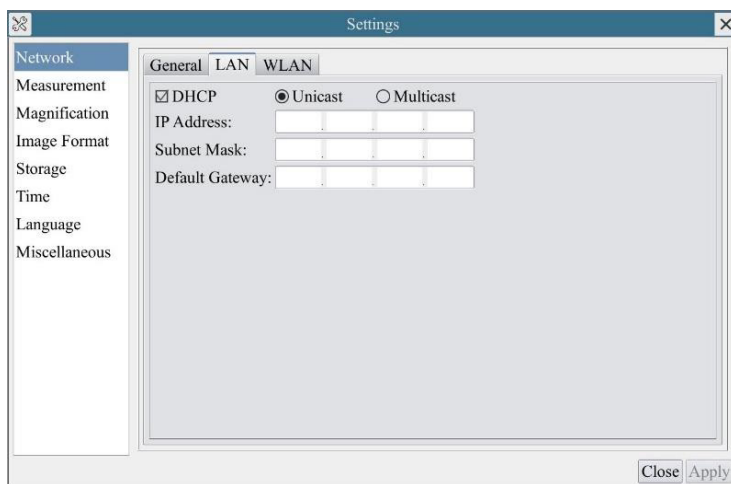 Settings
Network
Measurement
Magnification
Image Format
Storage
Time
Language
Miscellaneous
General LAN WLAN
DHCP Unicast Multicast
IP Address:
Subnet Mask:
Default Gateway:
Close Apply